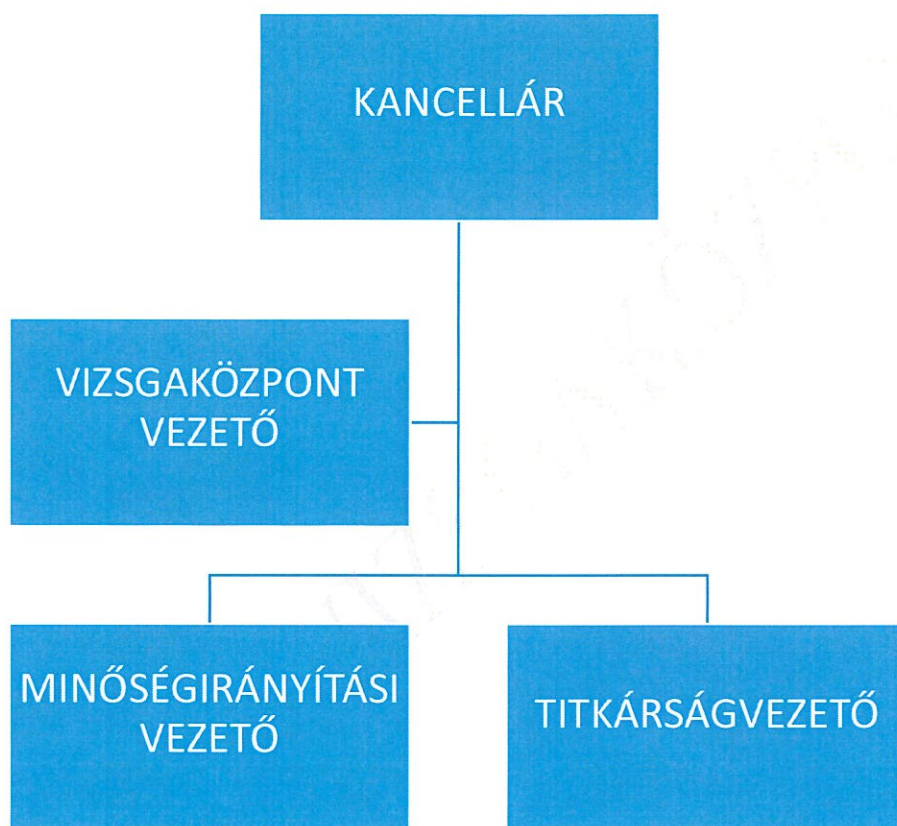 KANCELLÁR
VIZSGAKÖZPONT
VEZETŐ
MINŐSÉGIRÁNYÍTÁSI
VEZETŐ
TITKÁRSÁGVEZETŐ